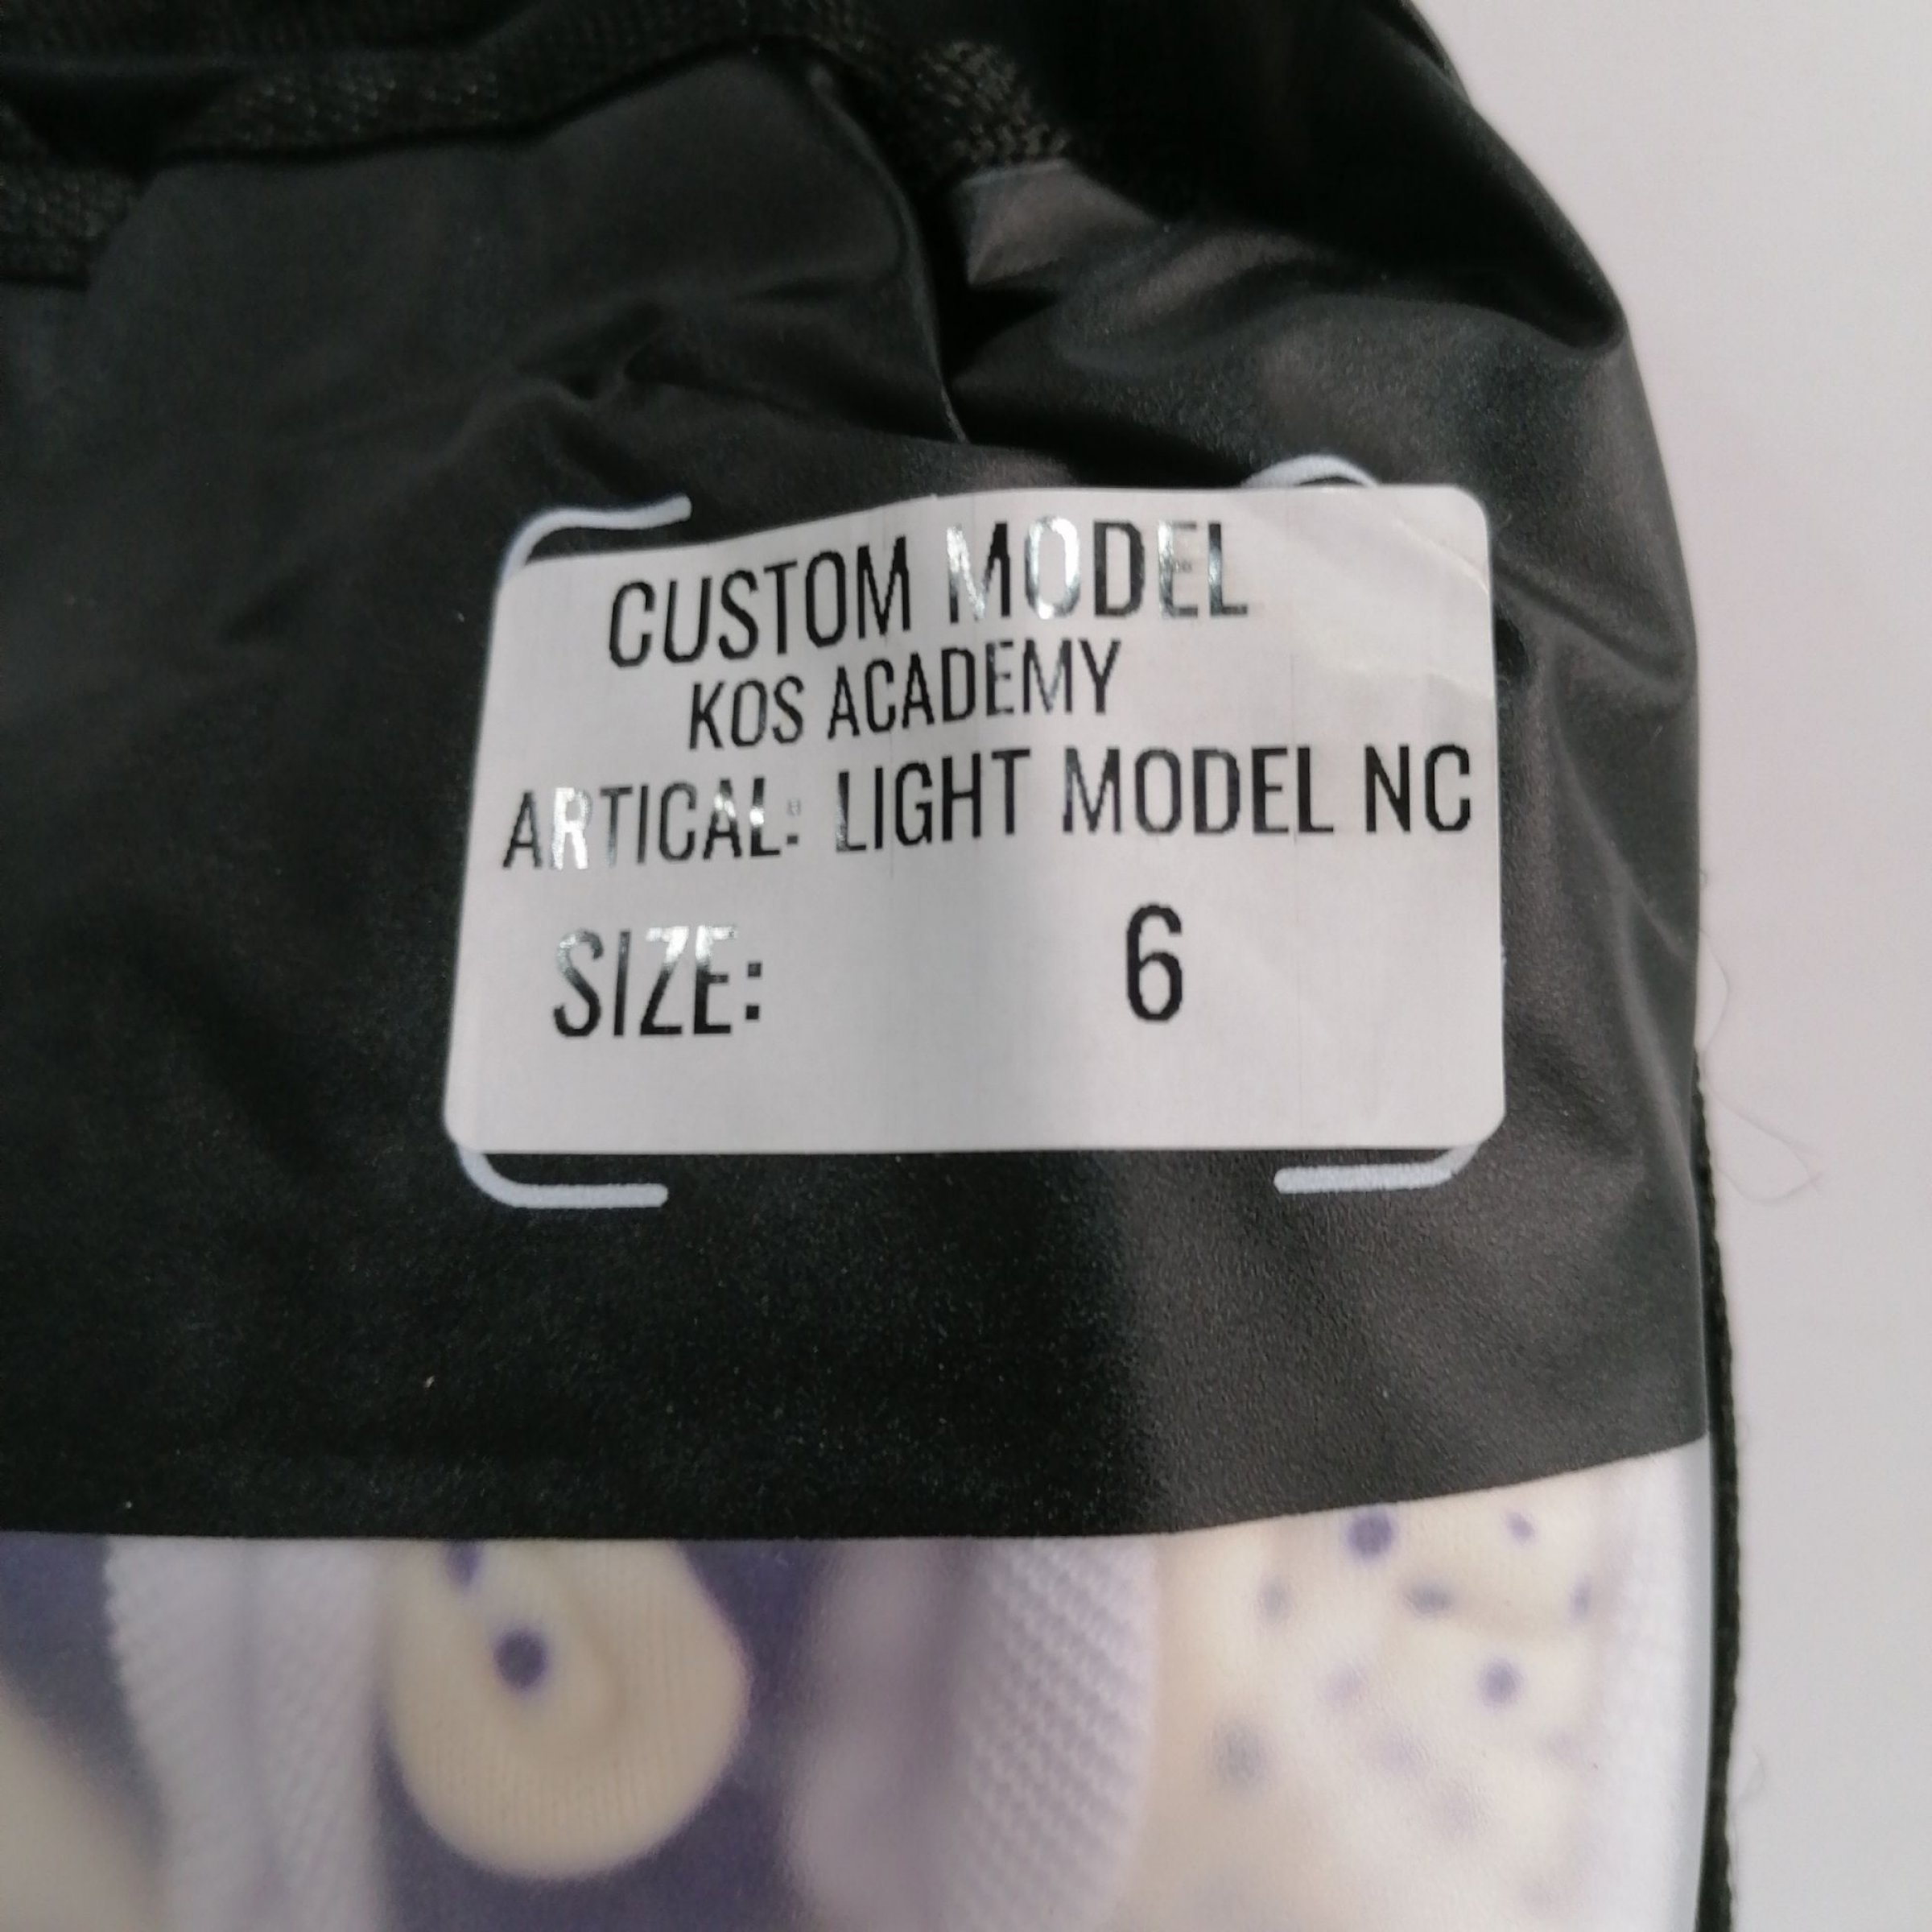 CUSTOM MODEL
KOS ACADEMY
ARTICAL: LIGHT MODEL NC
SIZE: 6